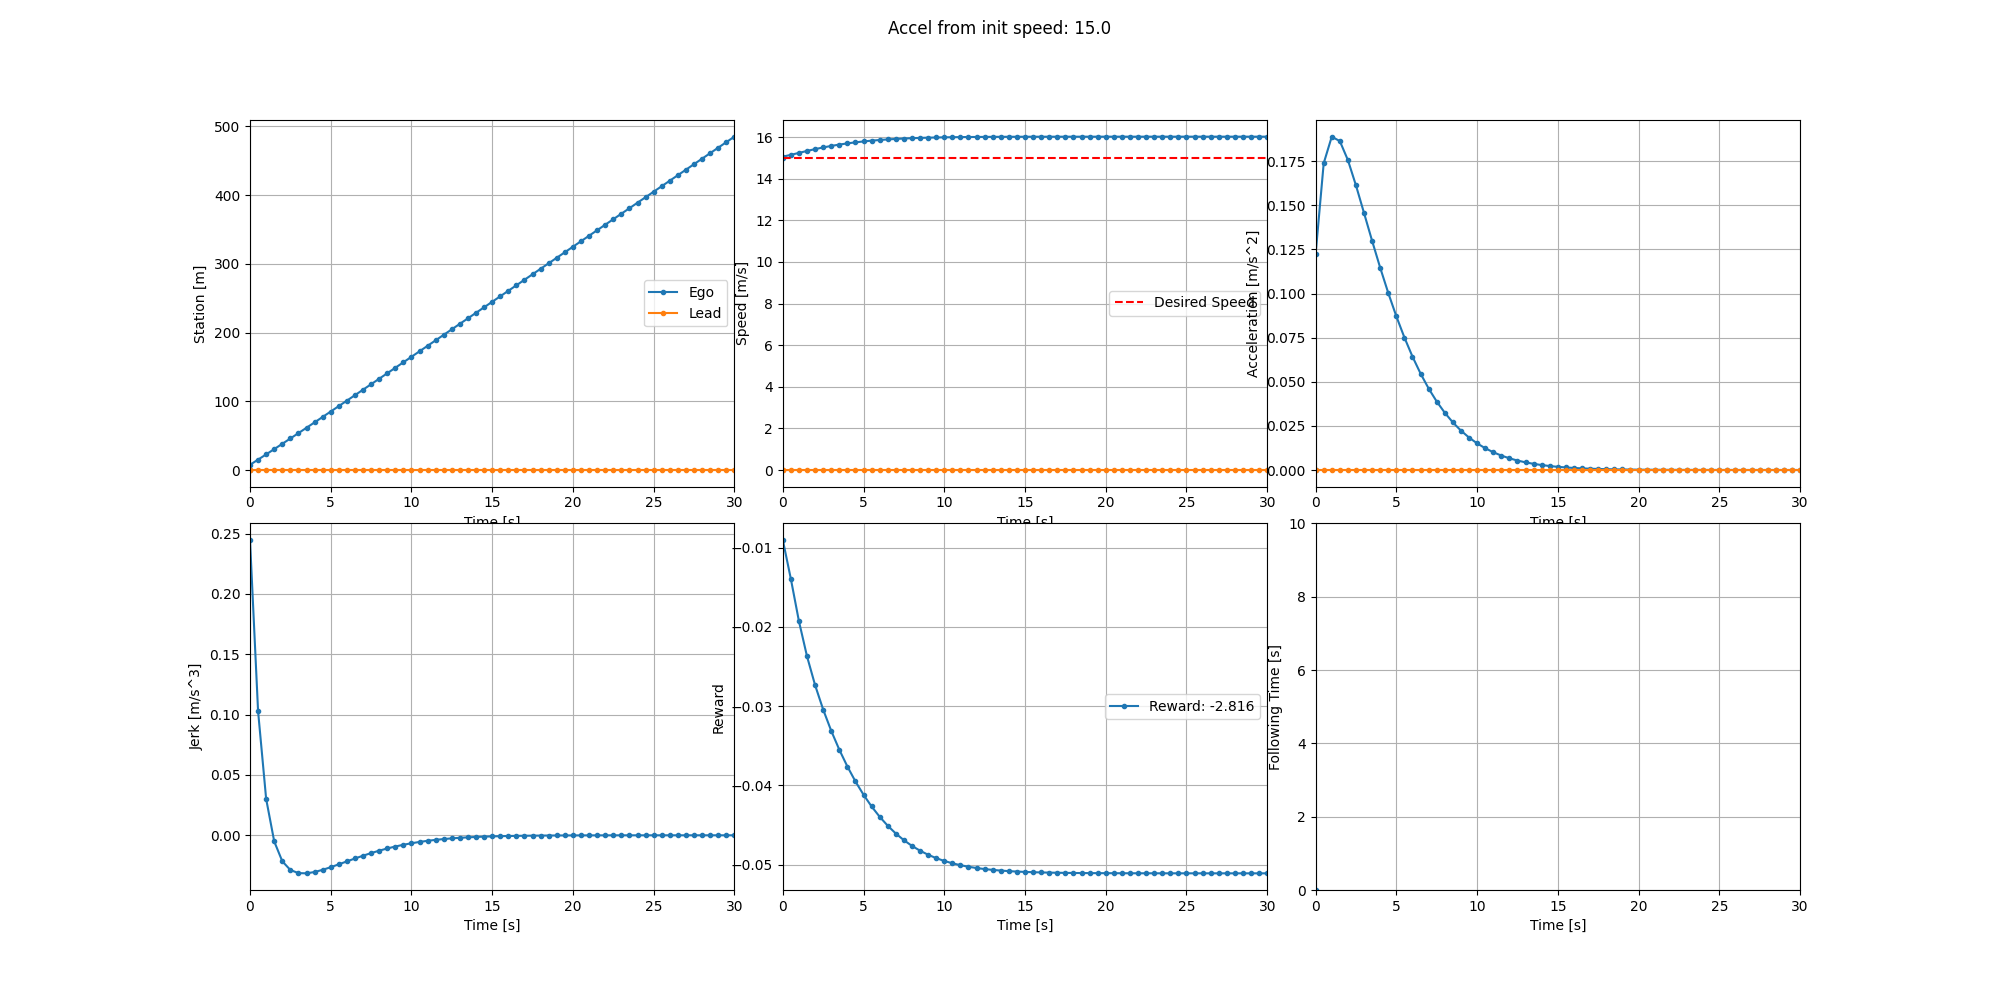 Accel from init speed: 15.0
500
400
300
200
100
0
Station [m]
Ego
Lead
0 5 10 15 20 25 30
Time [s]
16
14
12
10
8
6
4
2
0
Speed [m/s]
Desired Speed
0 5 10 15 20 25 30
Time [s]
0.175
0.150
0.125
0.100
0.075
0.050
0.025
0.000
Acceleration [m/s^2]
0 5 10 15 20 25 30
Time [s]
0.25
0.20
0.15
0.10
0.05
0.00
Jerk [m/s^3]
0 5 10 15 20 25 30
Time [s]
−0.01
−0.02
−0.03
−0.04
−0.05
Reward
Reward: -2.816
0 5 10 15 20 25 30
Time [s]
10
8
6
4
2
0
Following Time [s]
0 5 10 15 20 25 30
Time [s]